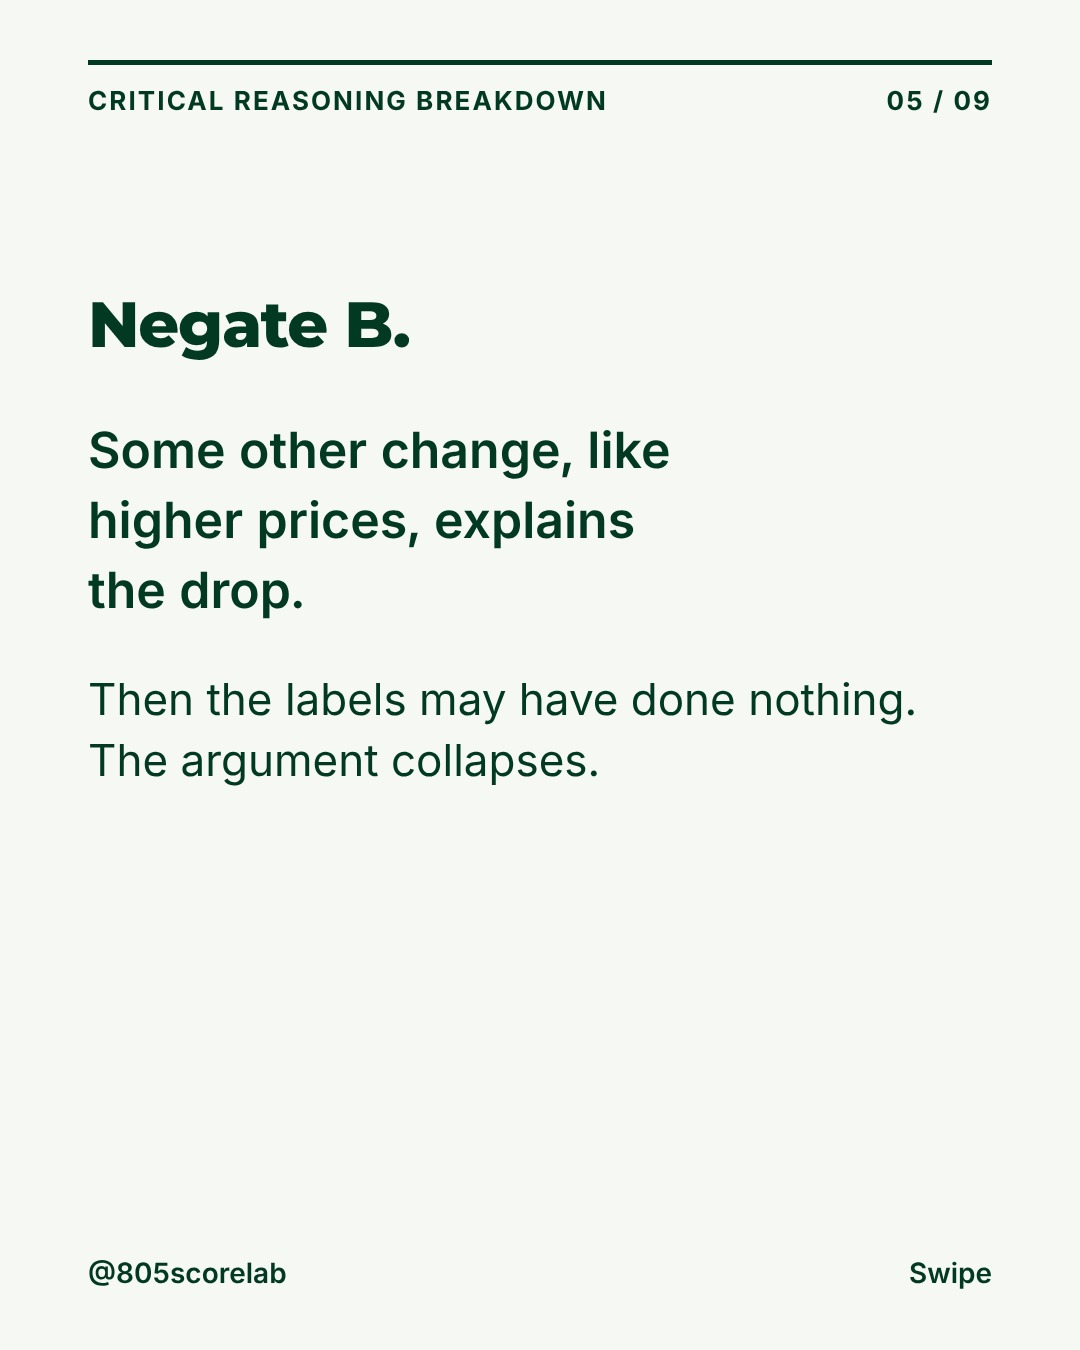 CRITICAL REASONING BREAKDOWN
05 / 09
Negate B.
Some other change, like
higher prices, explains
the drop.
Then the labels may have done nothing.
The argument collapses.
@805scorelab
Swipe